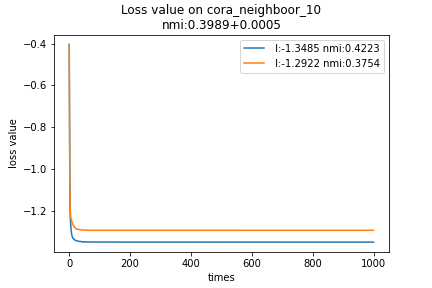 Loss value on cora_neighboor_10
nmi:0.3989+0.0005
l:-1.3485 nmi:0.4223
l:-1.2922 nmi:0.3754
−0.4
−0.6
−0.8
−1.0
−1.2
loss value
0
200
400
600
800
1000
times